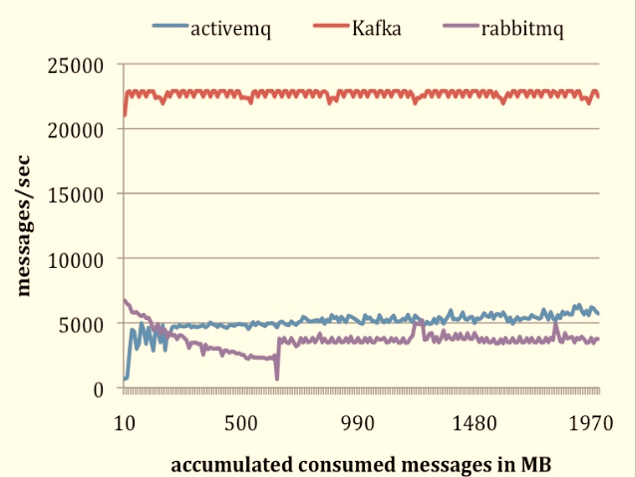 activemq Kafka rabbitmq
25000
20000
15000
10000
5000
0
messages/sec
10 500 990 1480 1970
accumulated consumed messages in MB